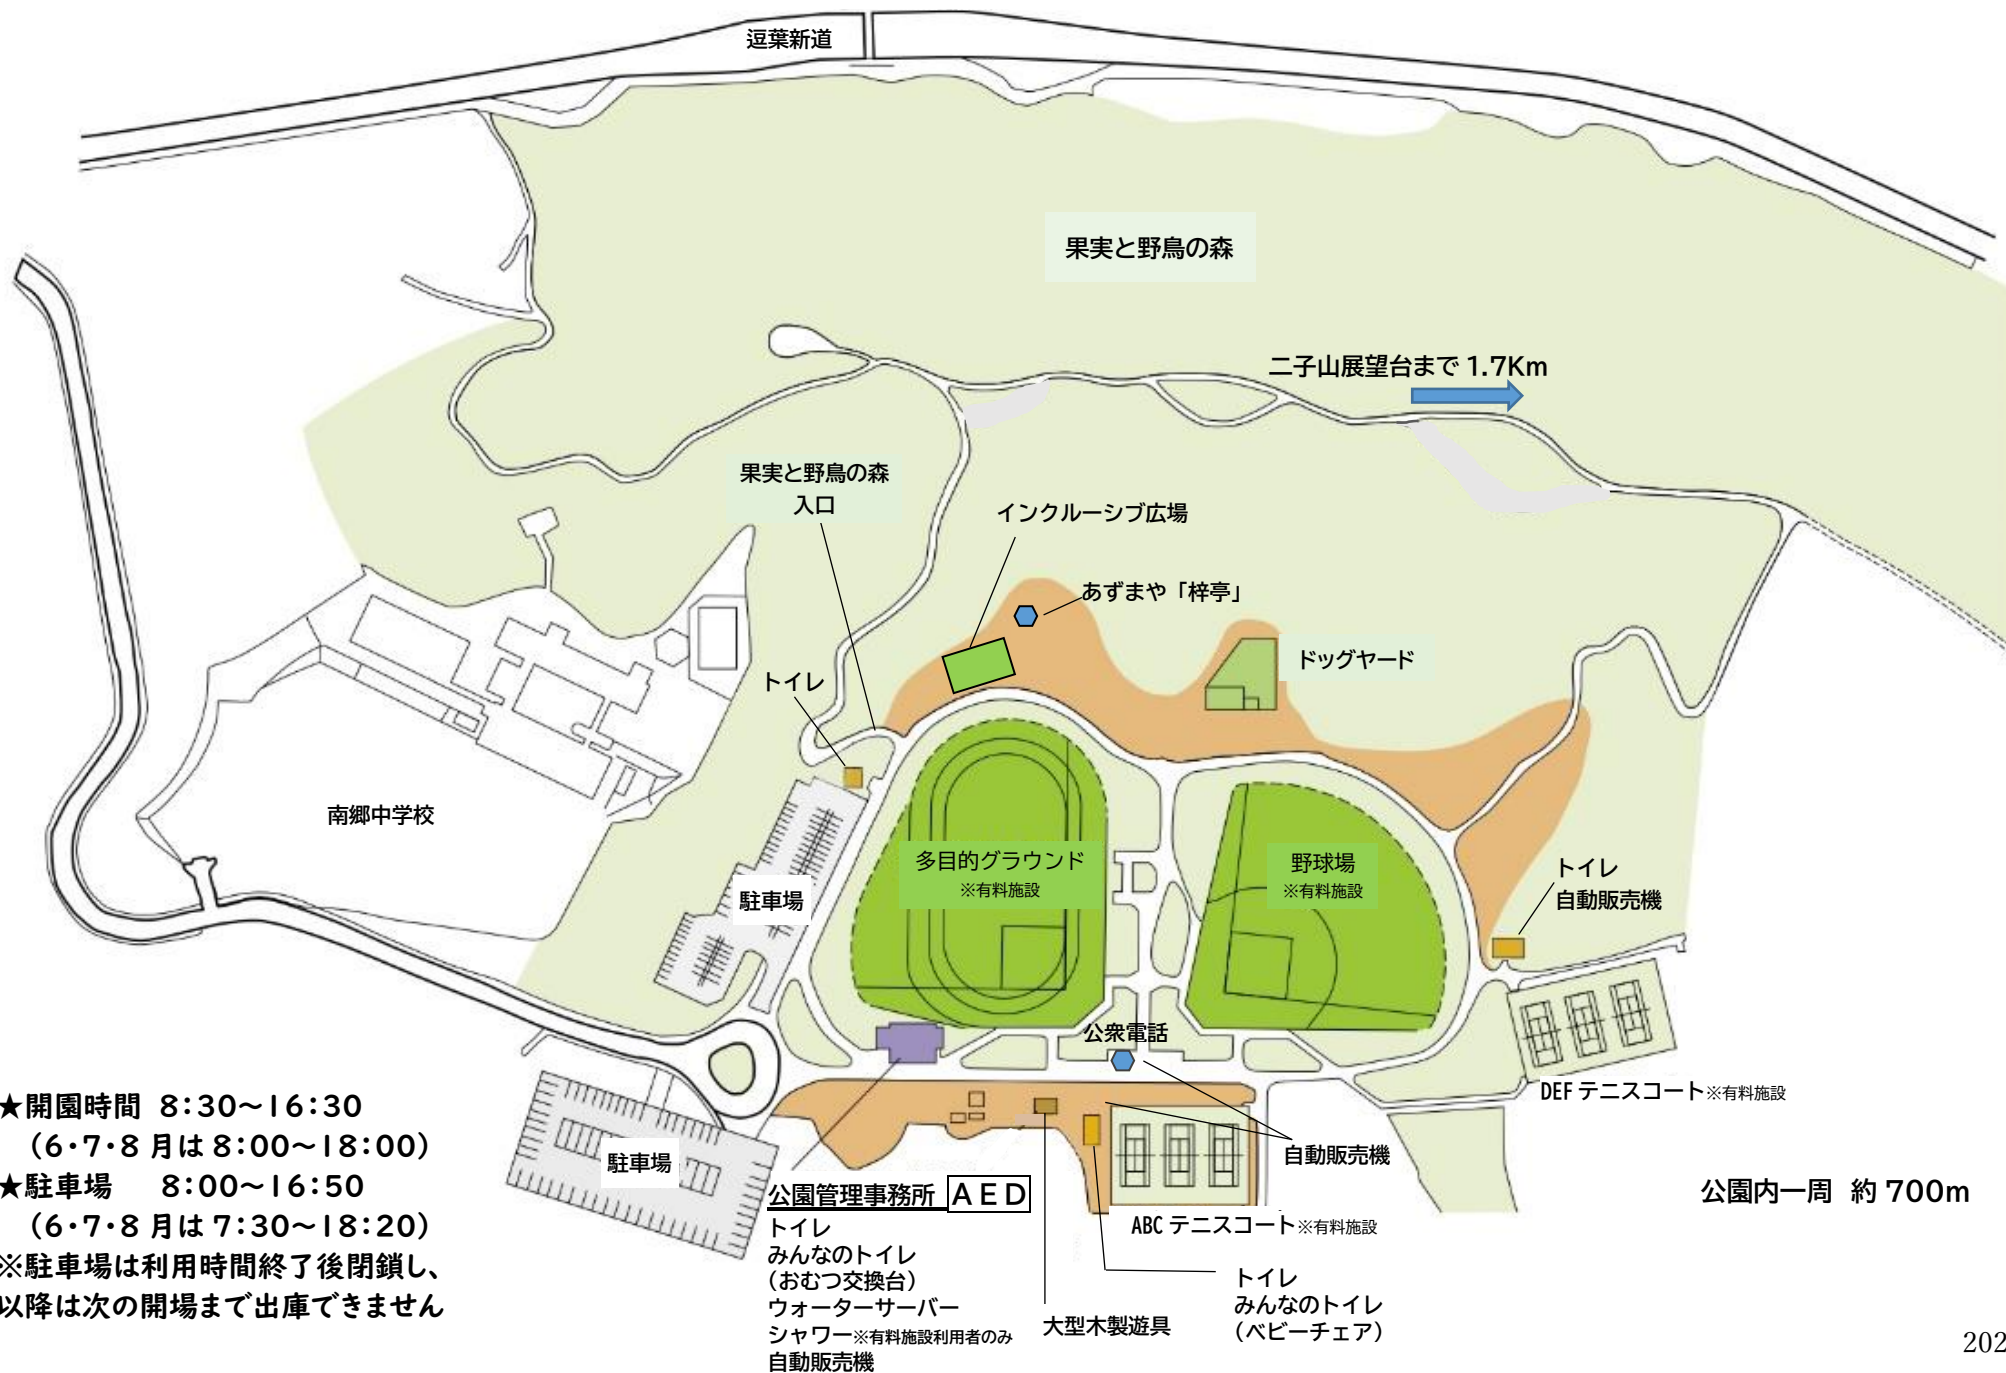 逗葉新道
果実と野鳥の森
二子山展望台まで 1.7Km
果実と野鳥の森
入口
インクルーシブ広場
あずまや「梓亭」
ドッグヤード
トイレ
南郷中学校
駐車場
多目的グラウンド
※有料施設
野球場
※有料施設
トイレ
自動販売機
公衆電話
DEF テニスコート※有料施設
自動販売機
駐車場
ABC テニスコート※有料施設
公園内一周 約 700m
★開園時間 8:30～16:30
(6・7・8 月は 8:00～18:00)
★駐車場 8:00～16:50
(6・7・8 月は 7:30～18:20)
※駐車場は利用時間終了後閉鎖し、
以降は次の開場まで出庫できません
公園管理事務所 AED
トイレ
みんなのトイレ
(おむつ交換台)
ウォーターサーバー
シャワー※有料施設利用者のみ
自動販売機
大型木製遊具
トイレ
みんなのトイレ
(ベビーチェア)
202